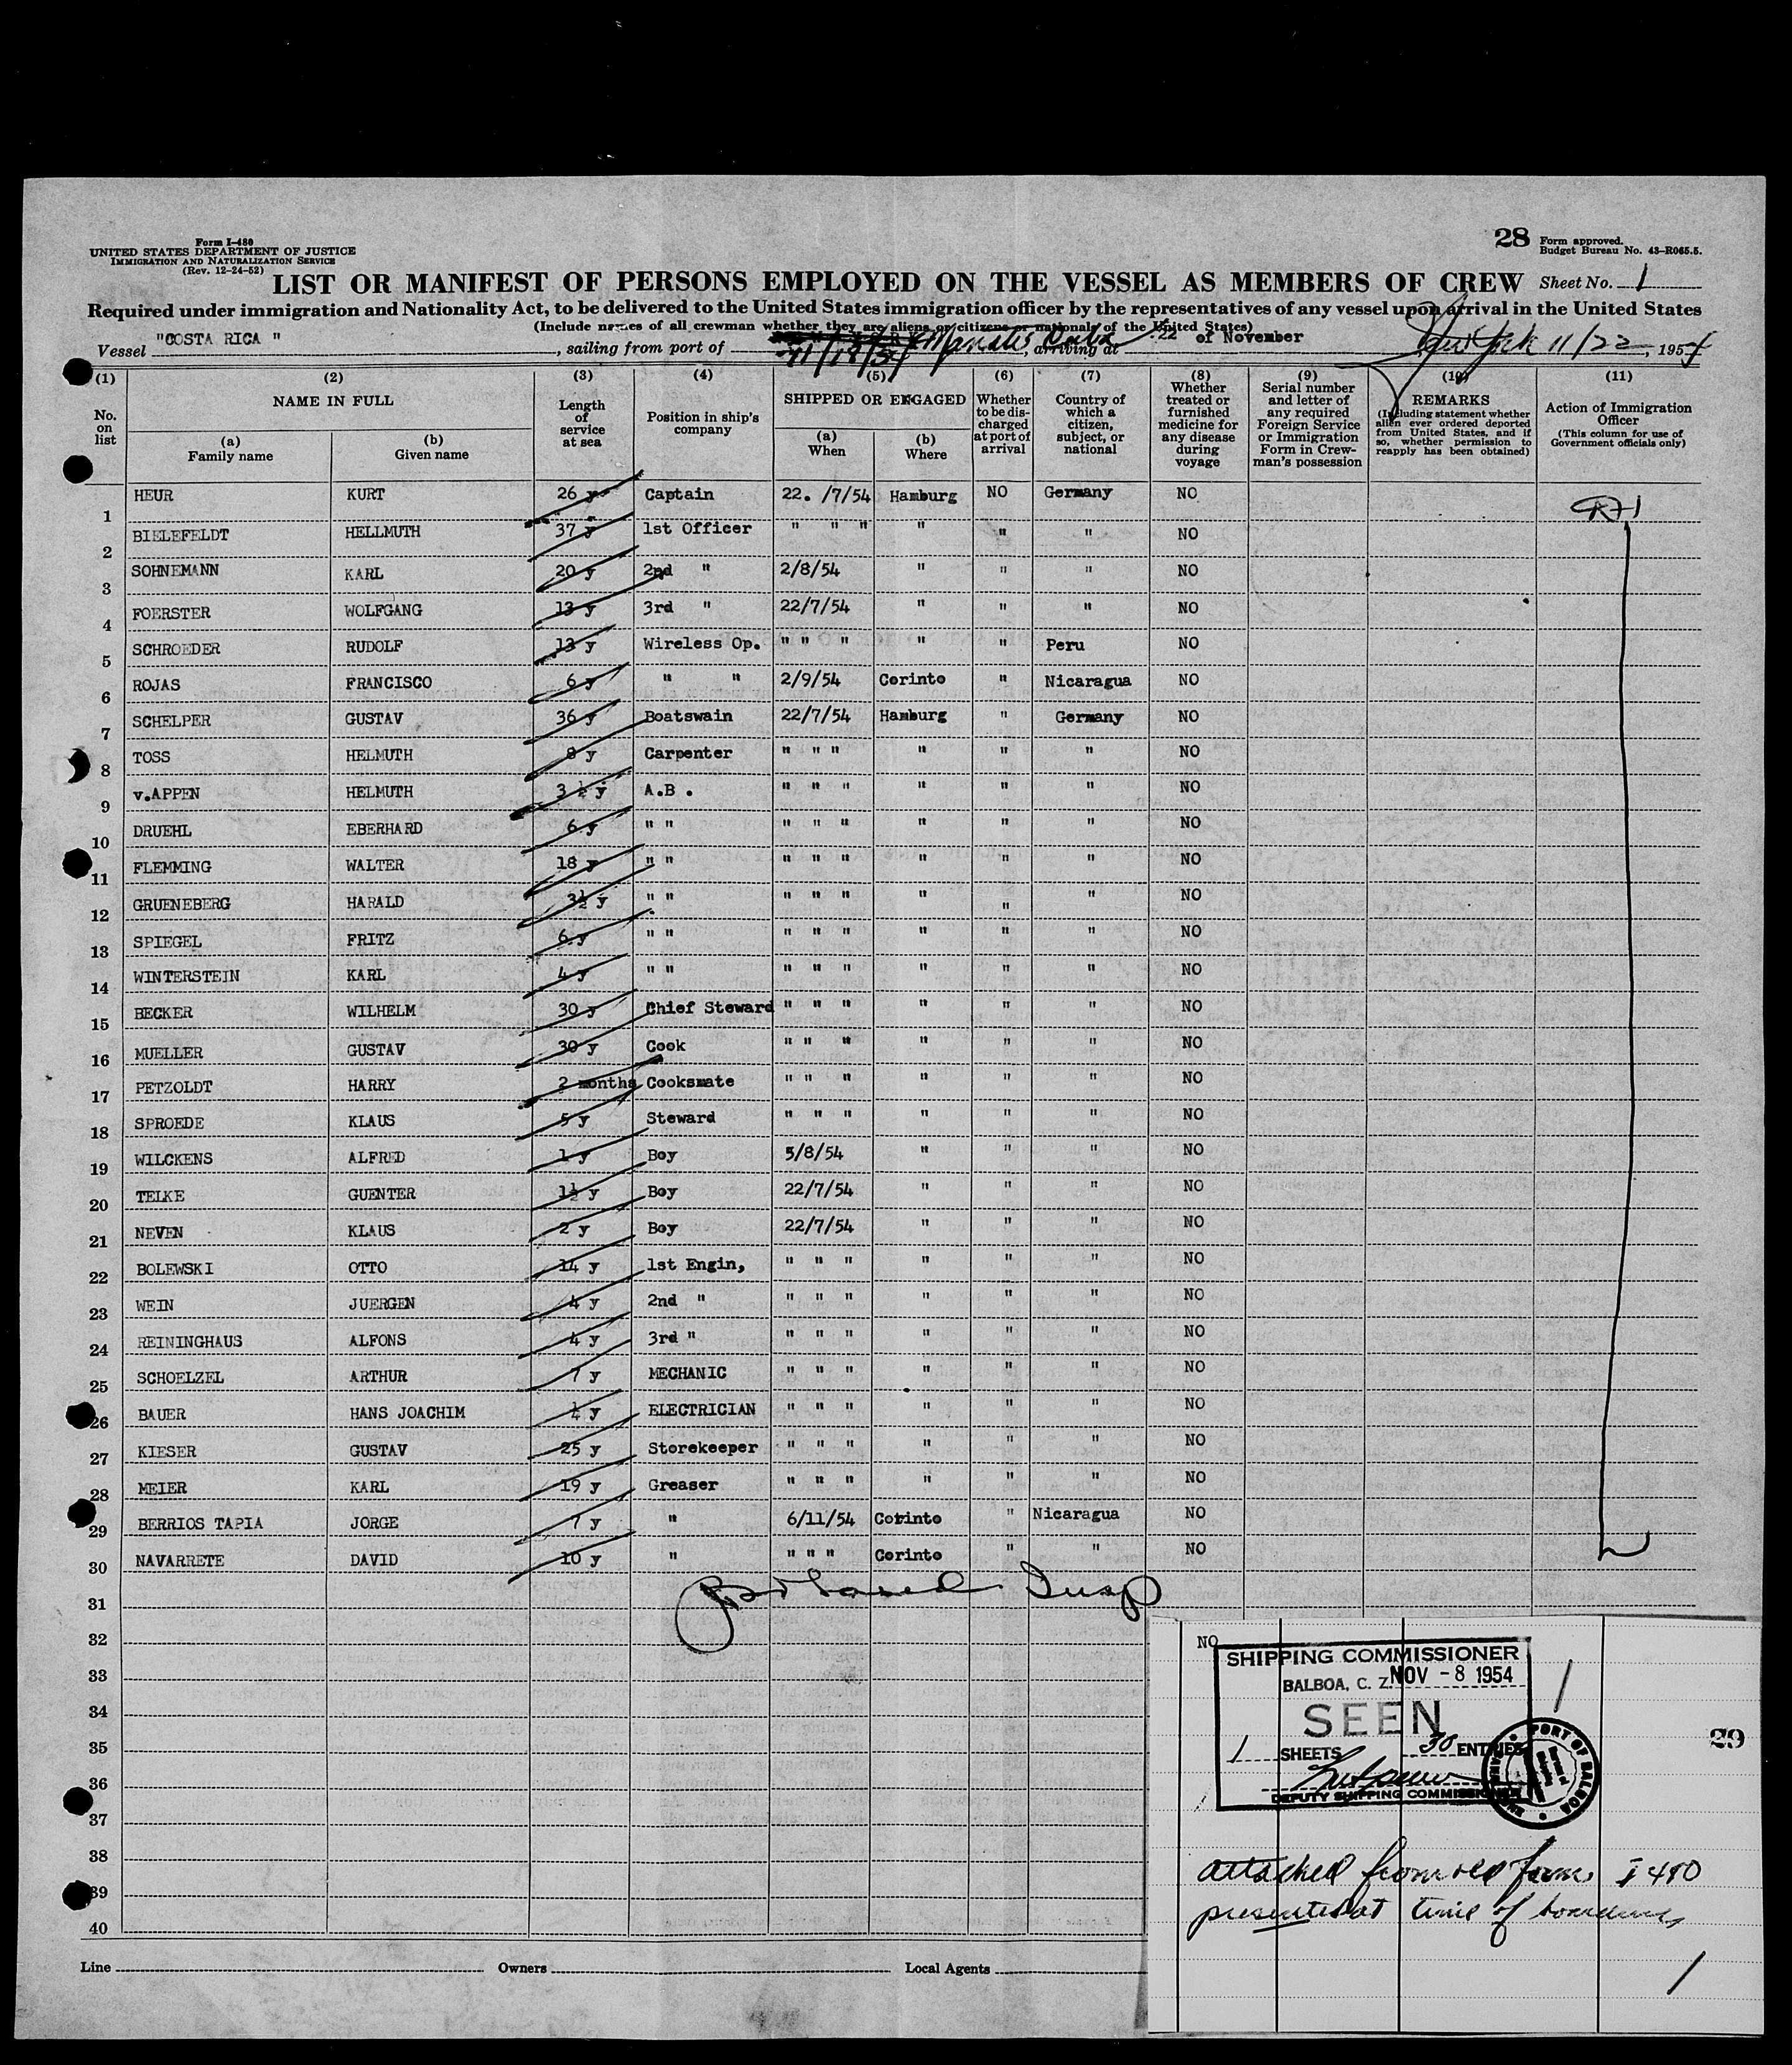 Form I-480
UNITED STATES DEPARTMENT OF JUSTICE
IMMIGRATION AND NATURALIZATION SERVICE
(Rev. 12-24-52)
28
Form approved.
Budget Bureau No. 43-R065.5.
LIST OR MANIFEST OF PERSONS EMPLOYED ON THE VESSEL AS MEMBERS OF CREW Sheet No. 1
Required under immigration and Nationality Act, to be delivered to the United States immigration officer by the representatives of any vessel upon arrival in the United States
(Include names of all crewman whether they are aliens or citizens or nationals of the United States)
Vessel "COSTA RICA ", sailing from port of 11/18/54 Cuba, arriving at 22 of November New York 11/22, 1954
(1) (2) (3) (4) (5) (6) (7) (8) (9) (10) (11)
No. on list
NAME IN FULL
(a) Family name
(b) Given name
Length of service at sea
Position in ship's company
SHIPPED OR ENGAGED
(a) When
(b) Where
Whether to be discharged at port of arrival
Country of which a citizen, subject, or national
Whether treated or furnished medicine for any disease during voyage
Serial number and letter of any required Foreign Service or Immigration Form in Crewman's possession
REMARKS
(Including statement whether alien ever ordered deported from United States, and if so, whether permission to reapply has been obtained)
Action of Immigration Officer
(This column for use of Government officials only)
1 HEUR KURT 26 y Captain 22. /7/54 Hamburg NO Germany NO
2 BIELEFELDT HELLMUTH 37 y 1st Officer " " " " " " NO
3 SOHNEMANN KARL 20 y 2nd " 2/8/54 " " " NO
4 FOERSTER WOLFGANG 13 y 3rd " 22/7/54 " " " NO
5 SCHROEDER RUDOLF 13 y Wireless Op. " " " " " Peru NO
6 ROJAS FRANCISCO 6 y " " 2/9/54 Corinto " Nicaragua NO
7 SCHELPER GUSTAV 36 y Boatswain 22/7/54 Hamburg " Germany NO
8 TOSS HELMUTH 8 y Carpenter " " " " " " NO
9 v.APPEN HELMUTH 3 ½ y A.B . " " " " " " NO
10 DRUEHL EBERHARD 6 y " " " " " " " " NO
11 FLEMMING WALTER 18 y " " " " " " " " NO
12 GRUENEBERG HARALD 3½ y " " " " " " " " NO
13 SPIEGEL FRITZ 6 y " " " " " " " " NO
14 WINTERSTEIN KARL 4 y " " " " " " " " NO
15 BECKER WILHELM 30 y Chief Steward " " " " " " NO
16 MUELLER GUSTAV 30 y Cook " " " " " " NO
17 PETZOLDT HARRY 2 months Cooksmate " " " " " " NO
18 SPROEDE KLAUS 5 y Steward " " " " " " NO
19 WILCKENS ALFRED 1 y Boy 5/8/54 " " " NO
20 TELKE GUENTER 1½ y Boy 22/7/54 " " " NO
21 NEVEN KLAUS 2 y Boy 22/7/54 " " " NO
22 BOLEWSKI OTTO 14 y 1st Engin, " " " " " " NO
23 WEIN JUERGEN 4 y 2nd " " " " " " " NO
24 REININGHAUS ALFONS 4 y 3rd " " " " " " " NO
25 SCHOELZEL ARTHUR 7 y MECHANIC " " " " " " NO
26 BAUER HANS JOACHIM y ELECTRICIAN " " " " " " NO
27 KIESER GUSTAV 25 y Storekeeper " " " " " " NO
28 MEIER KARL 19 y Greaser " " " " " " NO
29 BERRIOS TAPIA JORGE 7 y " 6/11/54 Corinto " Nicaragua NO
30 NAVARRETE DAVID 10 y " " " " Corinto " " NO
31
32
33
34
35
36
37
38
39
40
Insp
NO
SHIPPING COMMISSIONER
BALBOA, C. Z. NOV - 8 1954
SEEN
1 SHEETS 30 ENTRIES
DEPUTY SHIPPING COMMISSIONER
PORT OF BALBOA
29
attached from old form I 480
presented at time of boarding
Line Owners Local Agents